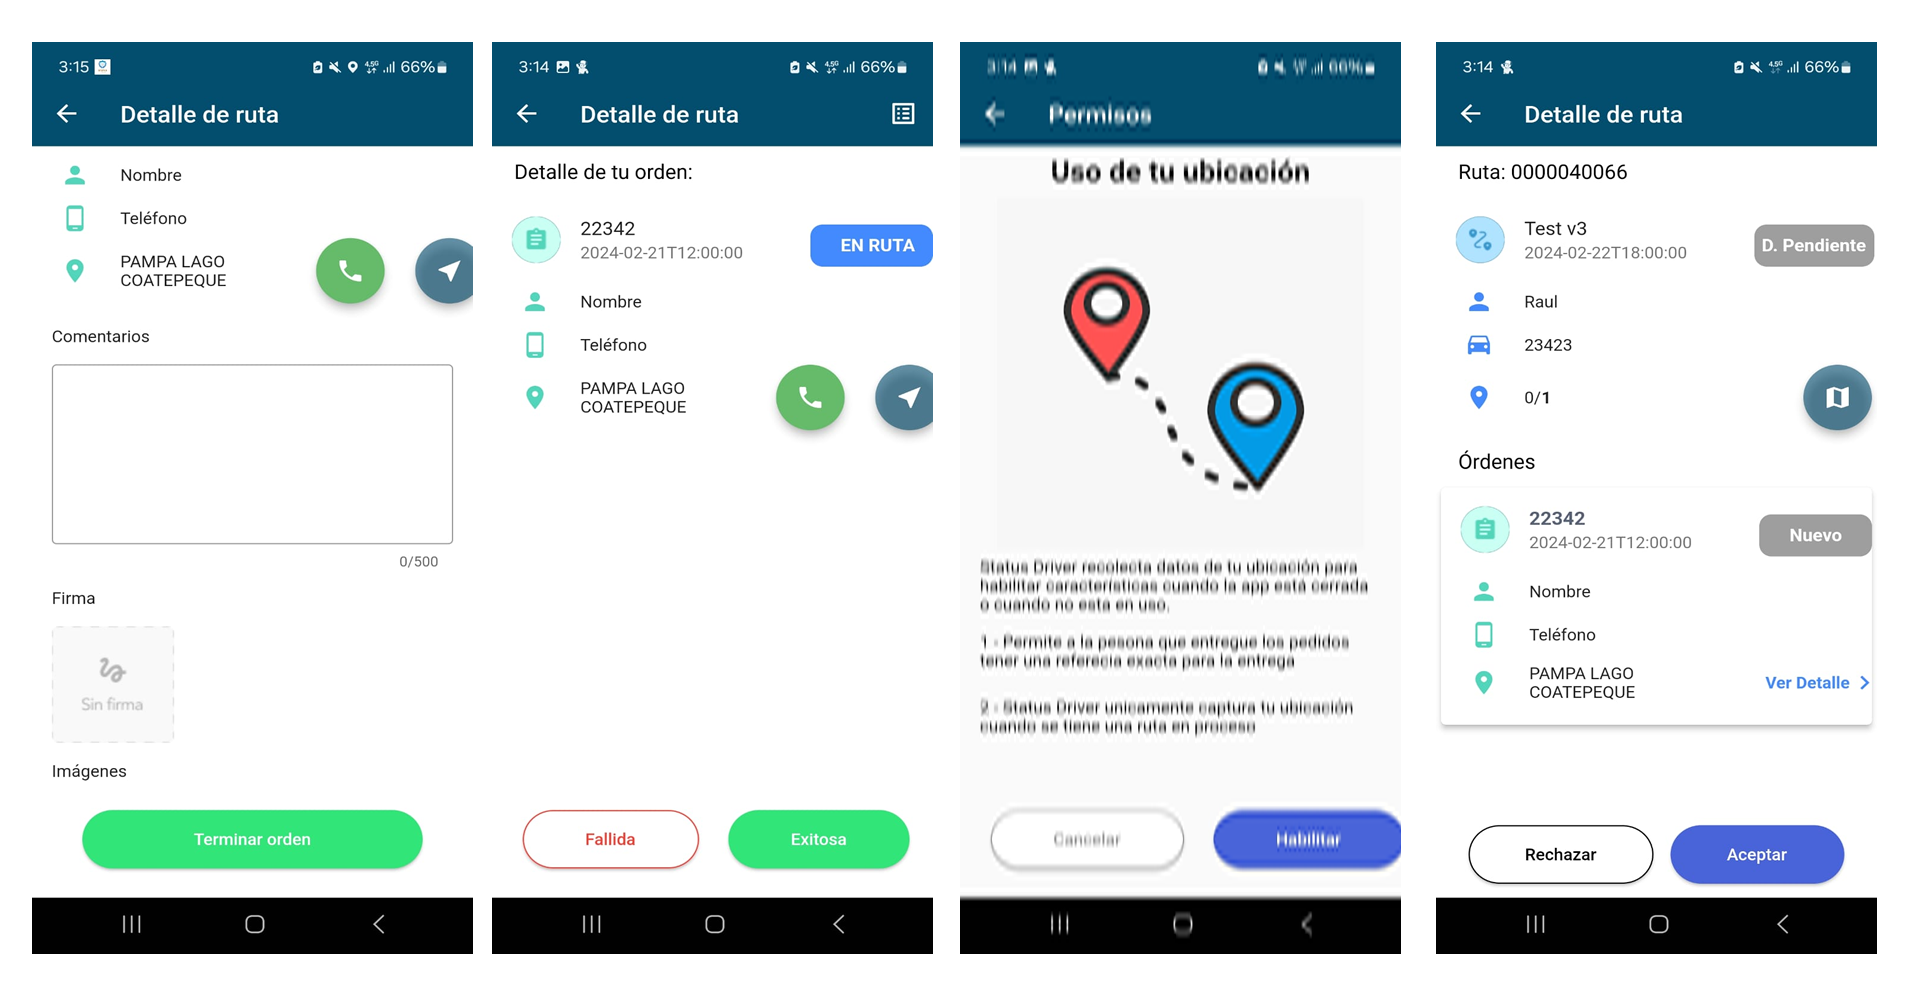 3:15
66%
Detalle de ruta
Nombre
Teléfono
PAMPA LAGO
COATEPEQUE
Comentarios
0/500
Firma
Sin firma
Imágenes
Terminar orden
3:14
4.5G
66%
Detalle de ruta
Detalle de tu orden:
22342
2024-02-21T12:00:00
EN RUTA
Nombre
Teléfono
PAMPA LAGO
COATEPEQUE
Fallida
Exitosa
3:14
66%
Permisos
Uso de tu ubicación
Status Driver recolecta datos de tu ubicación para
habilitar características cuando la app está cerrada
o cuando no esta en uso.
1 - Permite a la pesona que entregue los pedidos
tener una referecia exacta para la entrega
2 - Status Driver unicamente captura tu ubicación
cuando se tiene una ruta en proceso
Cancelar
Habilitar
3:14
4.5G
66%
Detalle de ruta
Ruta: 0000040066
Test v3
2024-02-22T18:00:00
D. Pendiente
Raul
23423
0/1
Órdenes
22342
2024-02-21T12:00:00
Nuevo
Nombre
Teléfono
PAMPA LAGO
COATEPEQUE
Ver Detalle
Rechazar
Aceptar